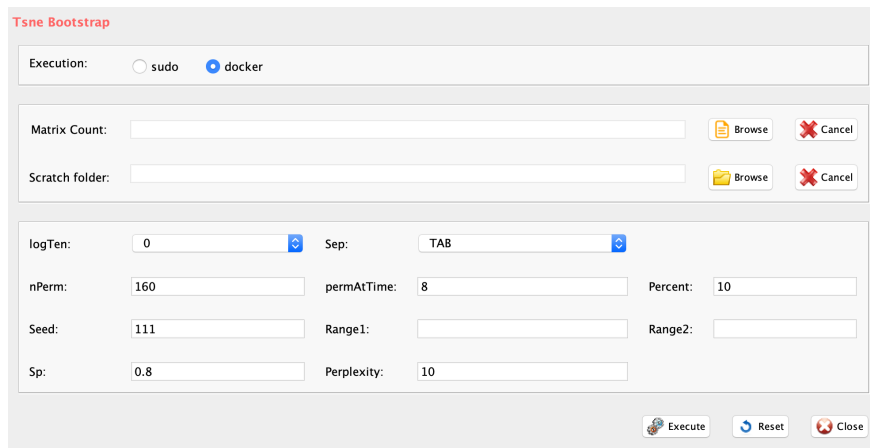 Tsne Bootstrap
Execution: sudo docker
Matrix Count: Browse Cancel
Scratch folder: Browse Cancel
logTen: 0 Sep: TAB
nPerm: 160 permAtTime: 8 Percent: 10
Seed: 111 Range1: Range2:
Sp: 0.8 Perplexity: 10
Execute Reset Close